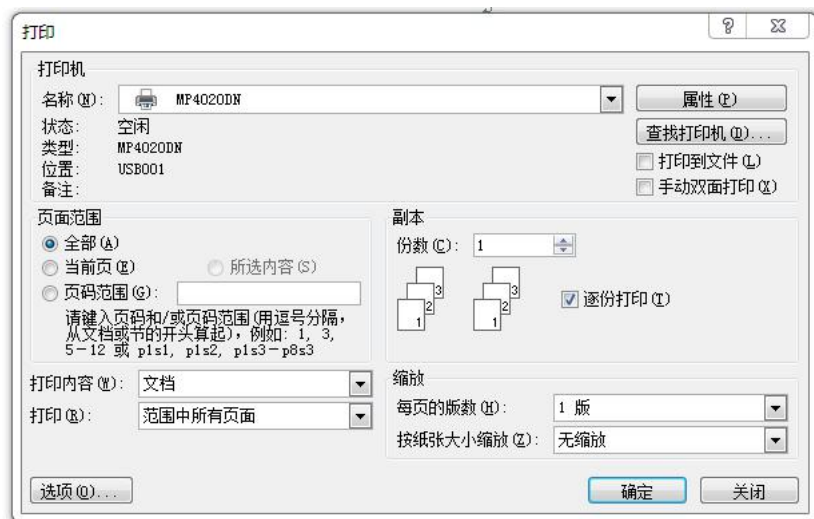 打印
打印机
名称(N): MP4020DN
属性(P)
状态: 空闲
查找打印机(D)...
类型: MP4020DN
位置: USB001
打印到文件(L)
备注:
手动双面打印(X)
页面范围
全部(A)
当前页(E) 所选内容(S)
页码范围(G):
请键入页码和/或页码范围(用逗号分隔，
从文档或节的开头算起)，例如: 1, 3,
5-12 或 p1s1, p1s2, p1s3-p8s3
副本
份数(C): 1
1 2 3 1 2 3
逐份打印(T)
打印内容(W): 文档
打印(R): 范围中所有页面
缩放
每页的版数(H): 1 版
按纸张大小缩放(Z): 无缩放
选项(O)...
确定
关闭